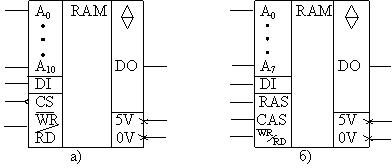 A0 RAM
A10 DO
DI
CS
WR 5V
RD 0V
а)
A0 RAM
A7 DO
DI
RAS
CAS 5V
WR/RD 0V
б)